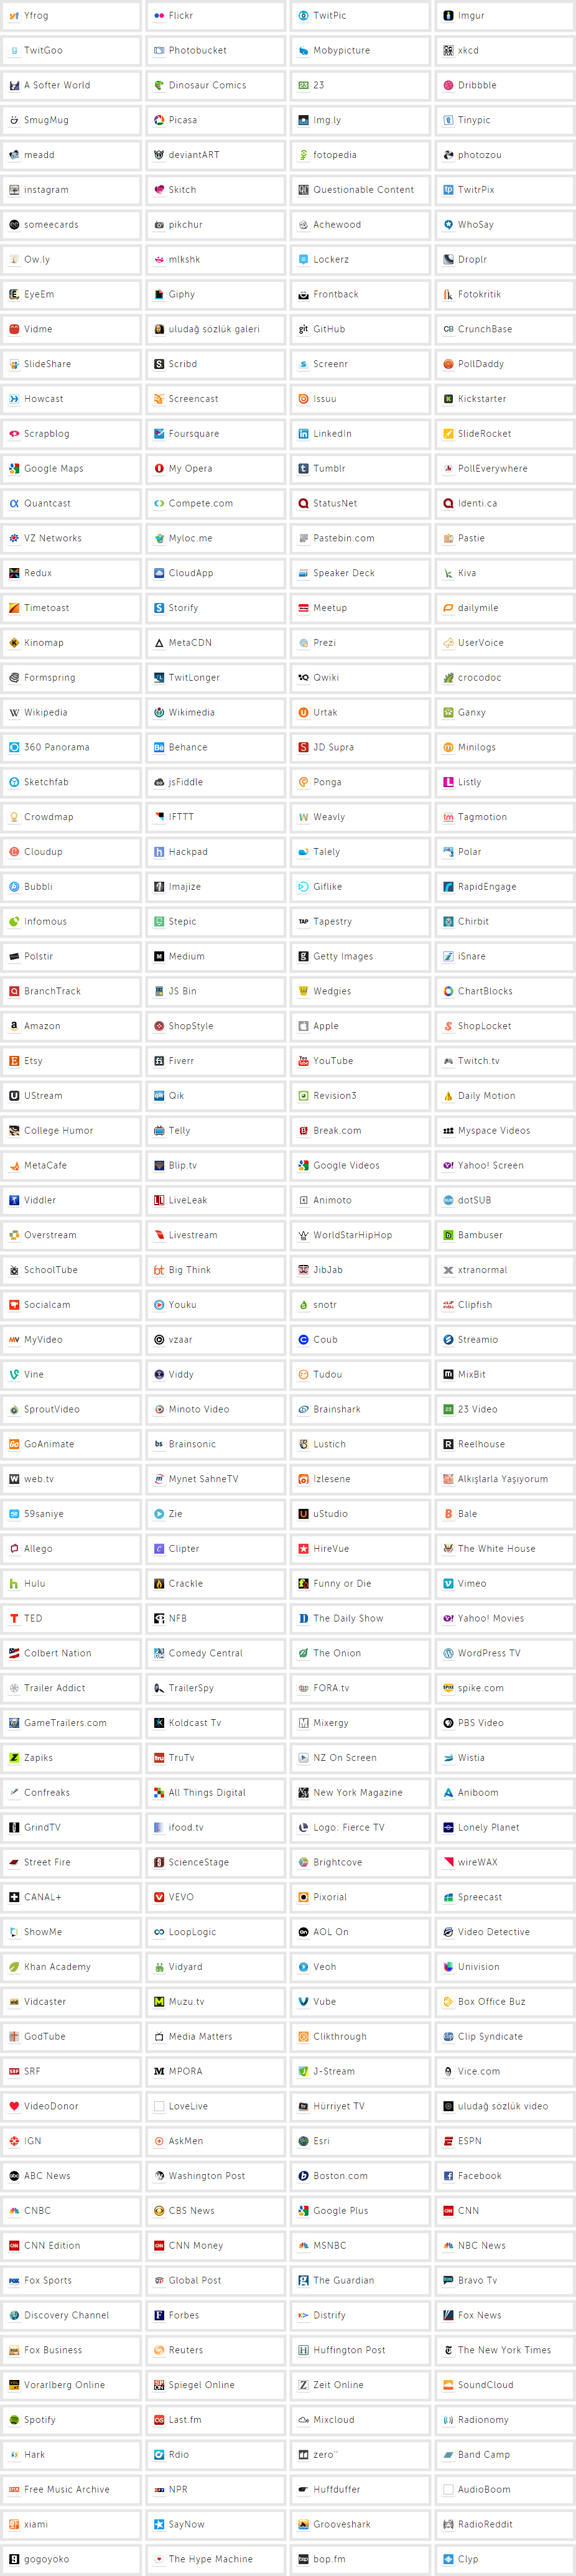 Yfrog Flickr TwitPic Imgur
TwitGoo Photobucket Mobypicture xkcd
A Softer World Dinosaur Comics 23 Dribbble
SmugMug Picasa Img.ly Tinypic
meadd deviantART fotopedia photozou
instagram Skitch Questionable Content TwitrPix
someecards pikchur Achewood WhoSay
Ow.ly mlkshk Lockerz Droplr
EyeEm Giphy Frontback Fotokritik
Vidme uludağ sözlük galeri GitHub CrunchBase
SlideShare Scribd Screenr PollDaddy
Howcast Screencast Issuu Kickstarter
Scrapblog Foursquare LinkedIn SlideRocket
Google Maps My Opera Tumblr PollEverywhere
Quantcast Compete.com StatusNet Identi.ca
VZ Networks Myloc.me Pastebin.com Pastie
Redux CloudApp Speaker Deck Kiva
Timetoast Storify Meetup dailymile
Kinomap MetaCDN Prezi UserVoice
Formspring TwitLonger Qwiki crocodoc
Wikipedia Wikimedia Urtak Ganxy
360 Panorama Behance JD Supra Minilogs
Sketchfab jsFiddle Ponga Listly
Crowdmap IFTTT Weavly Tagmotion
Cloudup Hackpad Talely Polar
Bubbli Imajize Giflike RapidEngage
Infomous Stepic Tapestry Chirbit
Polstir Medium Getty Images iSnare
BranchTrack JS Bin Wedgies ChartBlocks
Amazon ShopStyle Apple ShopLocket
Etsy Fiverr YouTube Twitch.tv
UStream Qik Revision3 Daily Motion
College Humor Telly Break.com Myspace Videos
MetaCafe Blip.tv Google Videos Yahoo! Screen
Viddler LiveLeak Animoto dotSUB
Overstream Livestream WorldStarHipHop Bambuser
SchoolTube Big Think JibJab xtranormal
Socialcam Youku snotr Clipfish
MyVideo vzaar Coub Streamio
Vine Viddy Tudou MixBit
SproutVideo Minoto Video Brainshark 23 Video
GoAnimate Brainsonic Lustich Reelhouse
web.tv Mynet SahneTV Izlesene Alkışlarla Yaşıyorum
59saniye Zie uStudio Bale
Allego Clipter HireVue The White House
Hulu Crackle Funny or Die Vimeo
TED NFB The Daily Show Yahoo! Movies
Colbert Nation Comedy Central The Onion WordPress TV
Trailer Addict TrailerSpy FORA.tv spike.com
GameTrailers.com Koldcast Tv Mixergy PBS Video
Zapiks TruTv NZ On Screen Wistia
Confreaks All Things Digital New York Magazine Aniboom
GrindTV ifood.tv Logo: Fierce TV Lonely Planet
Street Fire ScienceStage Brightcove wireWAX
CANAL+ VEVO Pixorial Spreecast
ShowMe LoopLogic AOL On Video Detective
Khan Academy Vidyard Veoh Univision
Vidcaster Muzu.tv Vube Box Office Buz
GodTube Media Matters Clikthrough Clip Syndicate
SRF MPORA J-Stream Vice.com
VideoDonor LoveLive Hürriyet TV uludağ sözlük video
IGN AskMen Esri ESPN
ABC News Washington Post Boston.com Facebook
CNBC CBS News Google Plus CNN
CNN Edition CNN Money MSNBC NBC News
Fox Sports Global Post The Guardian Bravo Tv
Discovery Channel Forbes Distrify Fox News
Fox Business Reuters Huffington Post The New York Times
Vorarlberg Online Spiegel Online Zeit Online SoundCloud
Spotify Last.fm Mixcloud Radionomy
Hark Rdio zero'' Band Camp
Free Music Archive NPR Huffduffer AudioBoom
xiami SayNow Grooveshark RadioReddit
gogoyoko The Hype Machine bop.fm Clyp